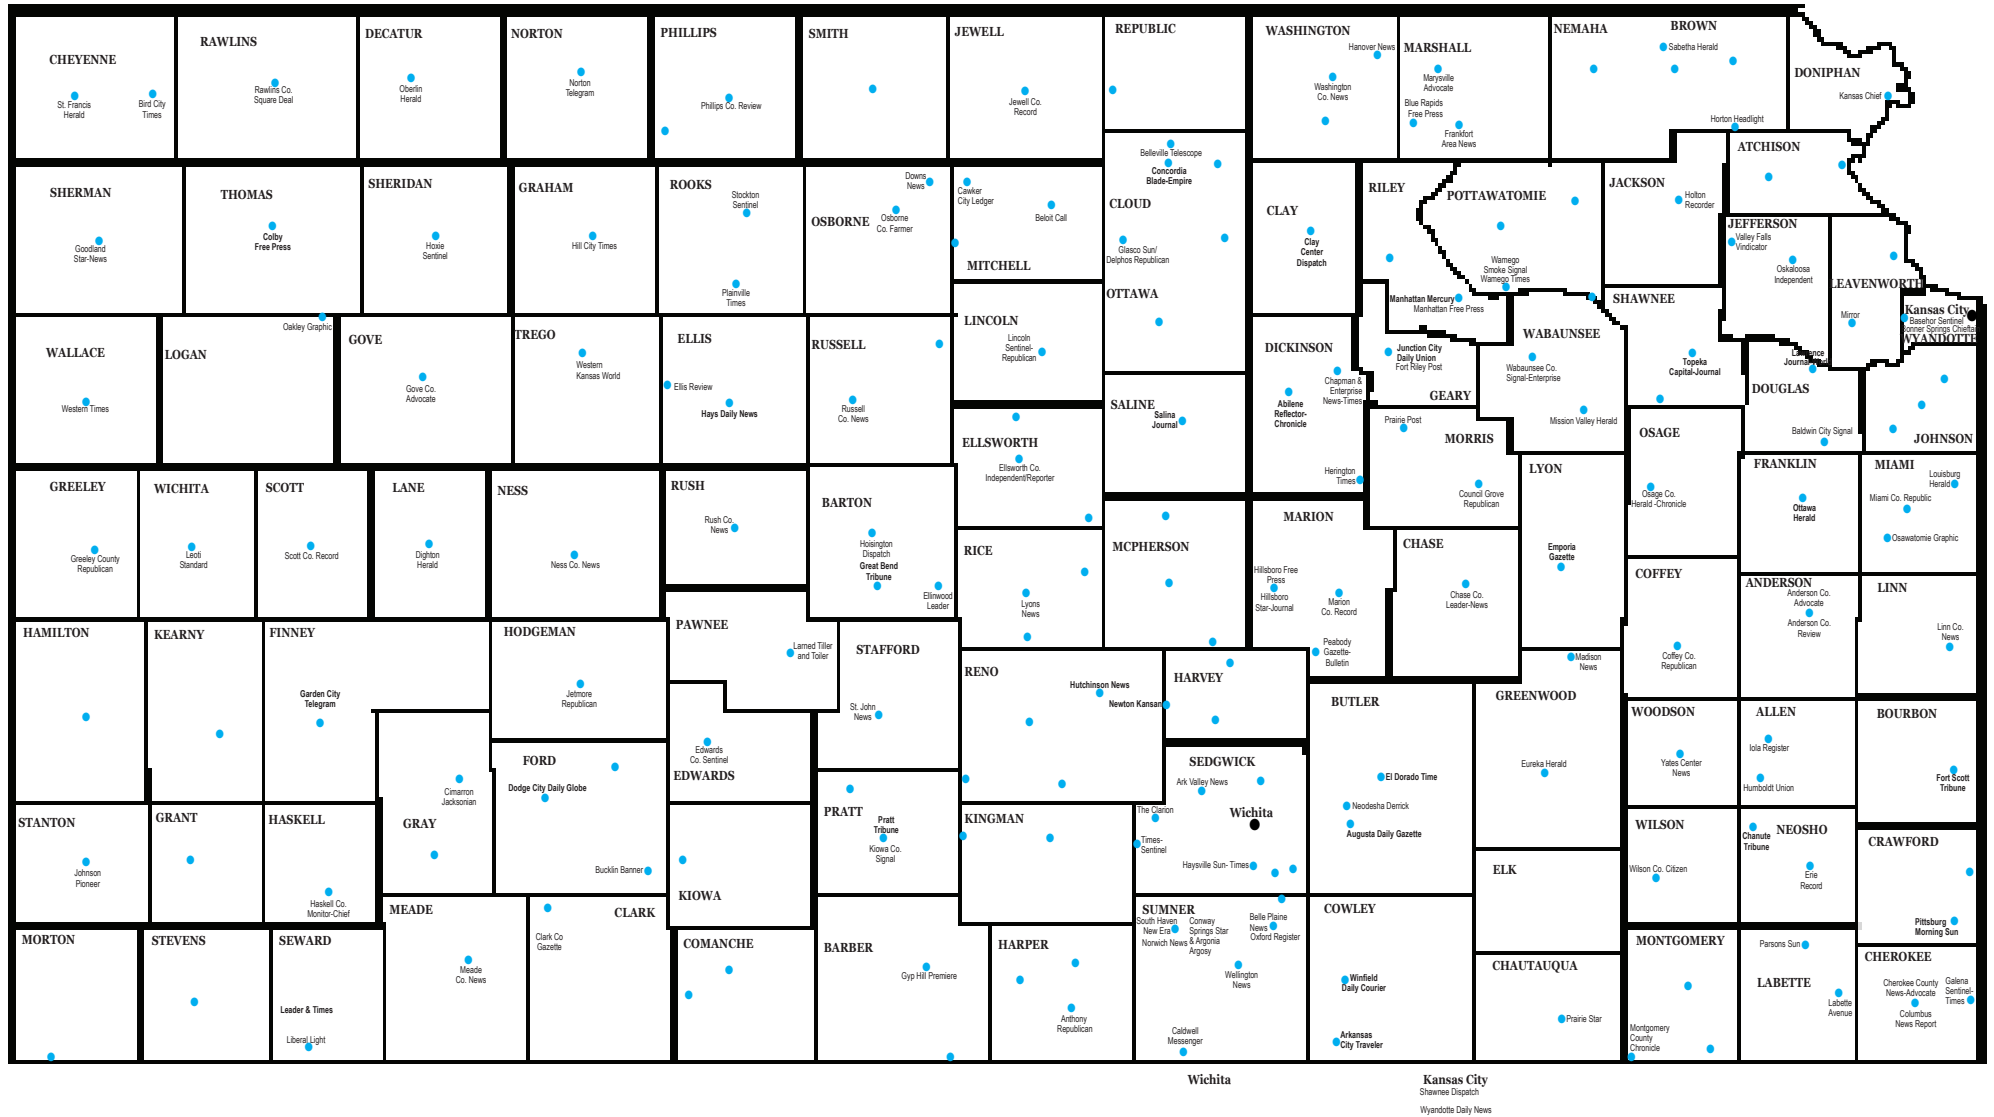 CHEYENNE
St. Francis
Herald
Bird City
Times
RAWLINS
Rawlins Co.
Square Deal
DECATUR
Oberlin
Herald
NORTON
Norton
Telegram
PHILLIPS
Phillips Co. Review
SMITH
JEWELL
Jewell Co.
Record
REPUBLIC
Belleville Telescope
WASHINGTON
Hanover News
Washington
Co. News
MARSHALL
Marysville
Advocate
Blue Rapids
Free Press
Frankfort
Area News
NEMAHA
BROWN
Sabetha Herald
Horton Headlight
DONIPHAN
Kansas Chief
ATCHISON
SHERMAN
Goodland
Star-News
THOMAS
Colby
Free Press
SHERIDAN
Hoxie
Sentinel
GRAHAM
Hill City Times
ROOKS
Stockton
Sentinel
Plainville
Times
OSBORNE
Downs
News
Osborne
Co. Farmer
Cawker
City Ledger
Beloit Call
MITCHELL
Concordia
Blade-Empire
CLOUD
Glasco Sun/
Delphos Republican
CLAY
Clay
Center
Dispatch
RILEY
Manhattan Mercury
Manhattan Free Press
POTTAWATOMIE
Wamego
Smoke Signal
Wamego Times
JACKSON
Holton
Recorder
JEFFERSON
Valley Falls
Vindicator
Oskaloosa
Independent
LEAVENWORTH
Mirror
Kansas City
Basehor Sentinel
Bonner Springs Chieftain
WYANDOTTE
WALLACE
Western Times
LOGAN
Oakley Graphic
GOVE
Gove Co.
Advocate
TREGO
Western
Kansas World
ELLIS
Ellis Review
Hays Daily News
RUSSELL
Russell
Co. News
LINCOLN
Lincoln
Sentinel-
Republican
OTTAWA
SALINE
Salina
Journal
DICKINSON
Chapman &
Enterprise
News-Times
Abilene
Reflector-
Chronicle
Herington
Times
Junction City
Daily Union
Fort Riley Post
GEARY
WABAUNSEE
Wabaunsee Co.
Signal-Enterprise
Mission Valley Herald
SHAWNEE
Topeka
Capital-Journal
DOUGLAS
Baldwin City Signal
JOHNSON
ELLSWORTH
Ellsworth Co.
Independent/Reporter
MORRIS
Prairie Post
Council Grove
Republican
OSAGE
Osage Co.
Herald -Chronicle
FRANKLIN
Ottawa
Herald
MIAMI
Louisburg
Herald
Miami Co. Republic
Osawatomie Graphic
GREELEY
Greeley County
Republican
WICHITA
Leoti
Standard
SCOTT
Scott Co. Record
LANE
Dighton
Herald
NESS
Ness Co. News
RUSH
Rush Co.
News
BARTON
Hoisington
Dispatch
Great Bend
Tribune
Ellinwood
Leader
RICE
Lyons
News
MCPHERSON
MARION
Hillsboro Free
Press
Hillsboro
Star-Journal
Marion
Co. Record
Peabody
Gazette-
Bulletin
CHASE
Chase Co.
Leader-News
LYON
Emporia
Gazette
COFFEY
Coffey Co.
Republican
ANDERSON
Anderson Co.
Advocate
Anderson Co.
Review
LINN
Linn Co.
News
HAMILTON
KEARNY
FINNEY
Garden City
Telegram
HODGEMAN
Jetmore
Republican
PAWNEE
Larned Tiller
and Toiler
STAFFORD
St. John
News
RENO
Hutchinson News
Newton Kansan
HARVEY
BUTLER
El Dorado Time
Neodesha Derrick
Augusta Daily Gazette
GREENWOOD
Madison
News
Eureka Herald
WOODSON
Yates Center
News
ALLEN
Iola Register
Humboldt Union
BOURBON
Fort Scott
Tribune
GRAY
Cimarron
Jacksonian
FORD
Dodge City Daily Globe
Bucklin Banner
EDWARDS
Edwards
Co. Sentinel
PRATT
Pratt
Tribune
Kiowa Co.
Signal
KINGMAN
SEDGWICK
Ark Valley News
The Clarion
Times-
Sentinel
Wichita
Haysville Sun- Times
STANTON
Johnson
Pioneer
GRANT
HASKELL
Haskell Co.
Monitor-Chief
KIOWA
ELK
WILSON
Wilson Co. Citizen
NEOSHO
Chanute
Tribune
Erie
Record
CRAWFORD
Pittsburg
Morning Sun
MORTON
STEVENS
SEWARD
Leader & Times
Liberal Light
MEADE
Meade
Co. News
CLARK
Clark Co
Gazette
COMANCHE
BARBER
Gyp Hill Premiere
HARPER
Anthony
Republican
SUMNER
South Haven
New Era
Norwich News
Conway
Springs Star
& Argonia
Argosy
Belle Plaine
News
Oxford Register
Wellington
News
Caldwell
Messenger
COWLEY
Winfield
Daily Courier
Arkansas
City Traveler
CHAUTAUQUA
Prairie Star
MONTGOMERY
Montgomery
County
Chronicle
LABETTE
Parsons Sun
Labette
Avenue
CHEROKEE
Cherokee County
News-Advocate
Columbus
News Report
Galena
Sentinel-
Times
Wichita
Kansas City
Shawnee Dispatch
Wyandotte Daily News